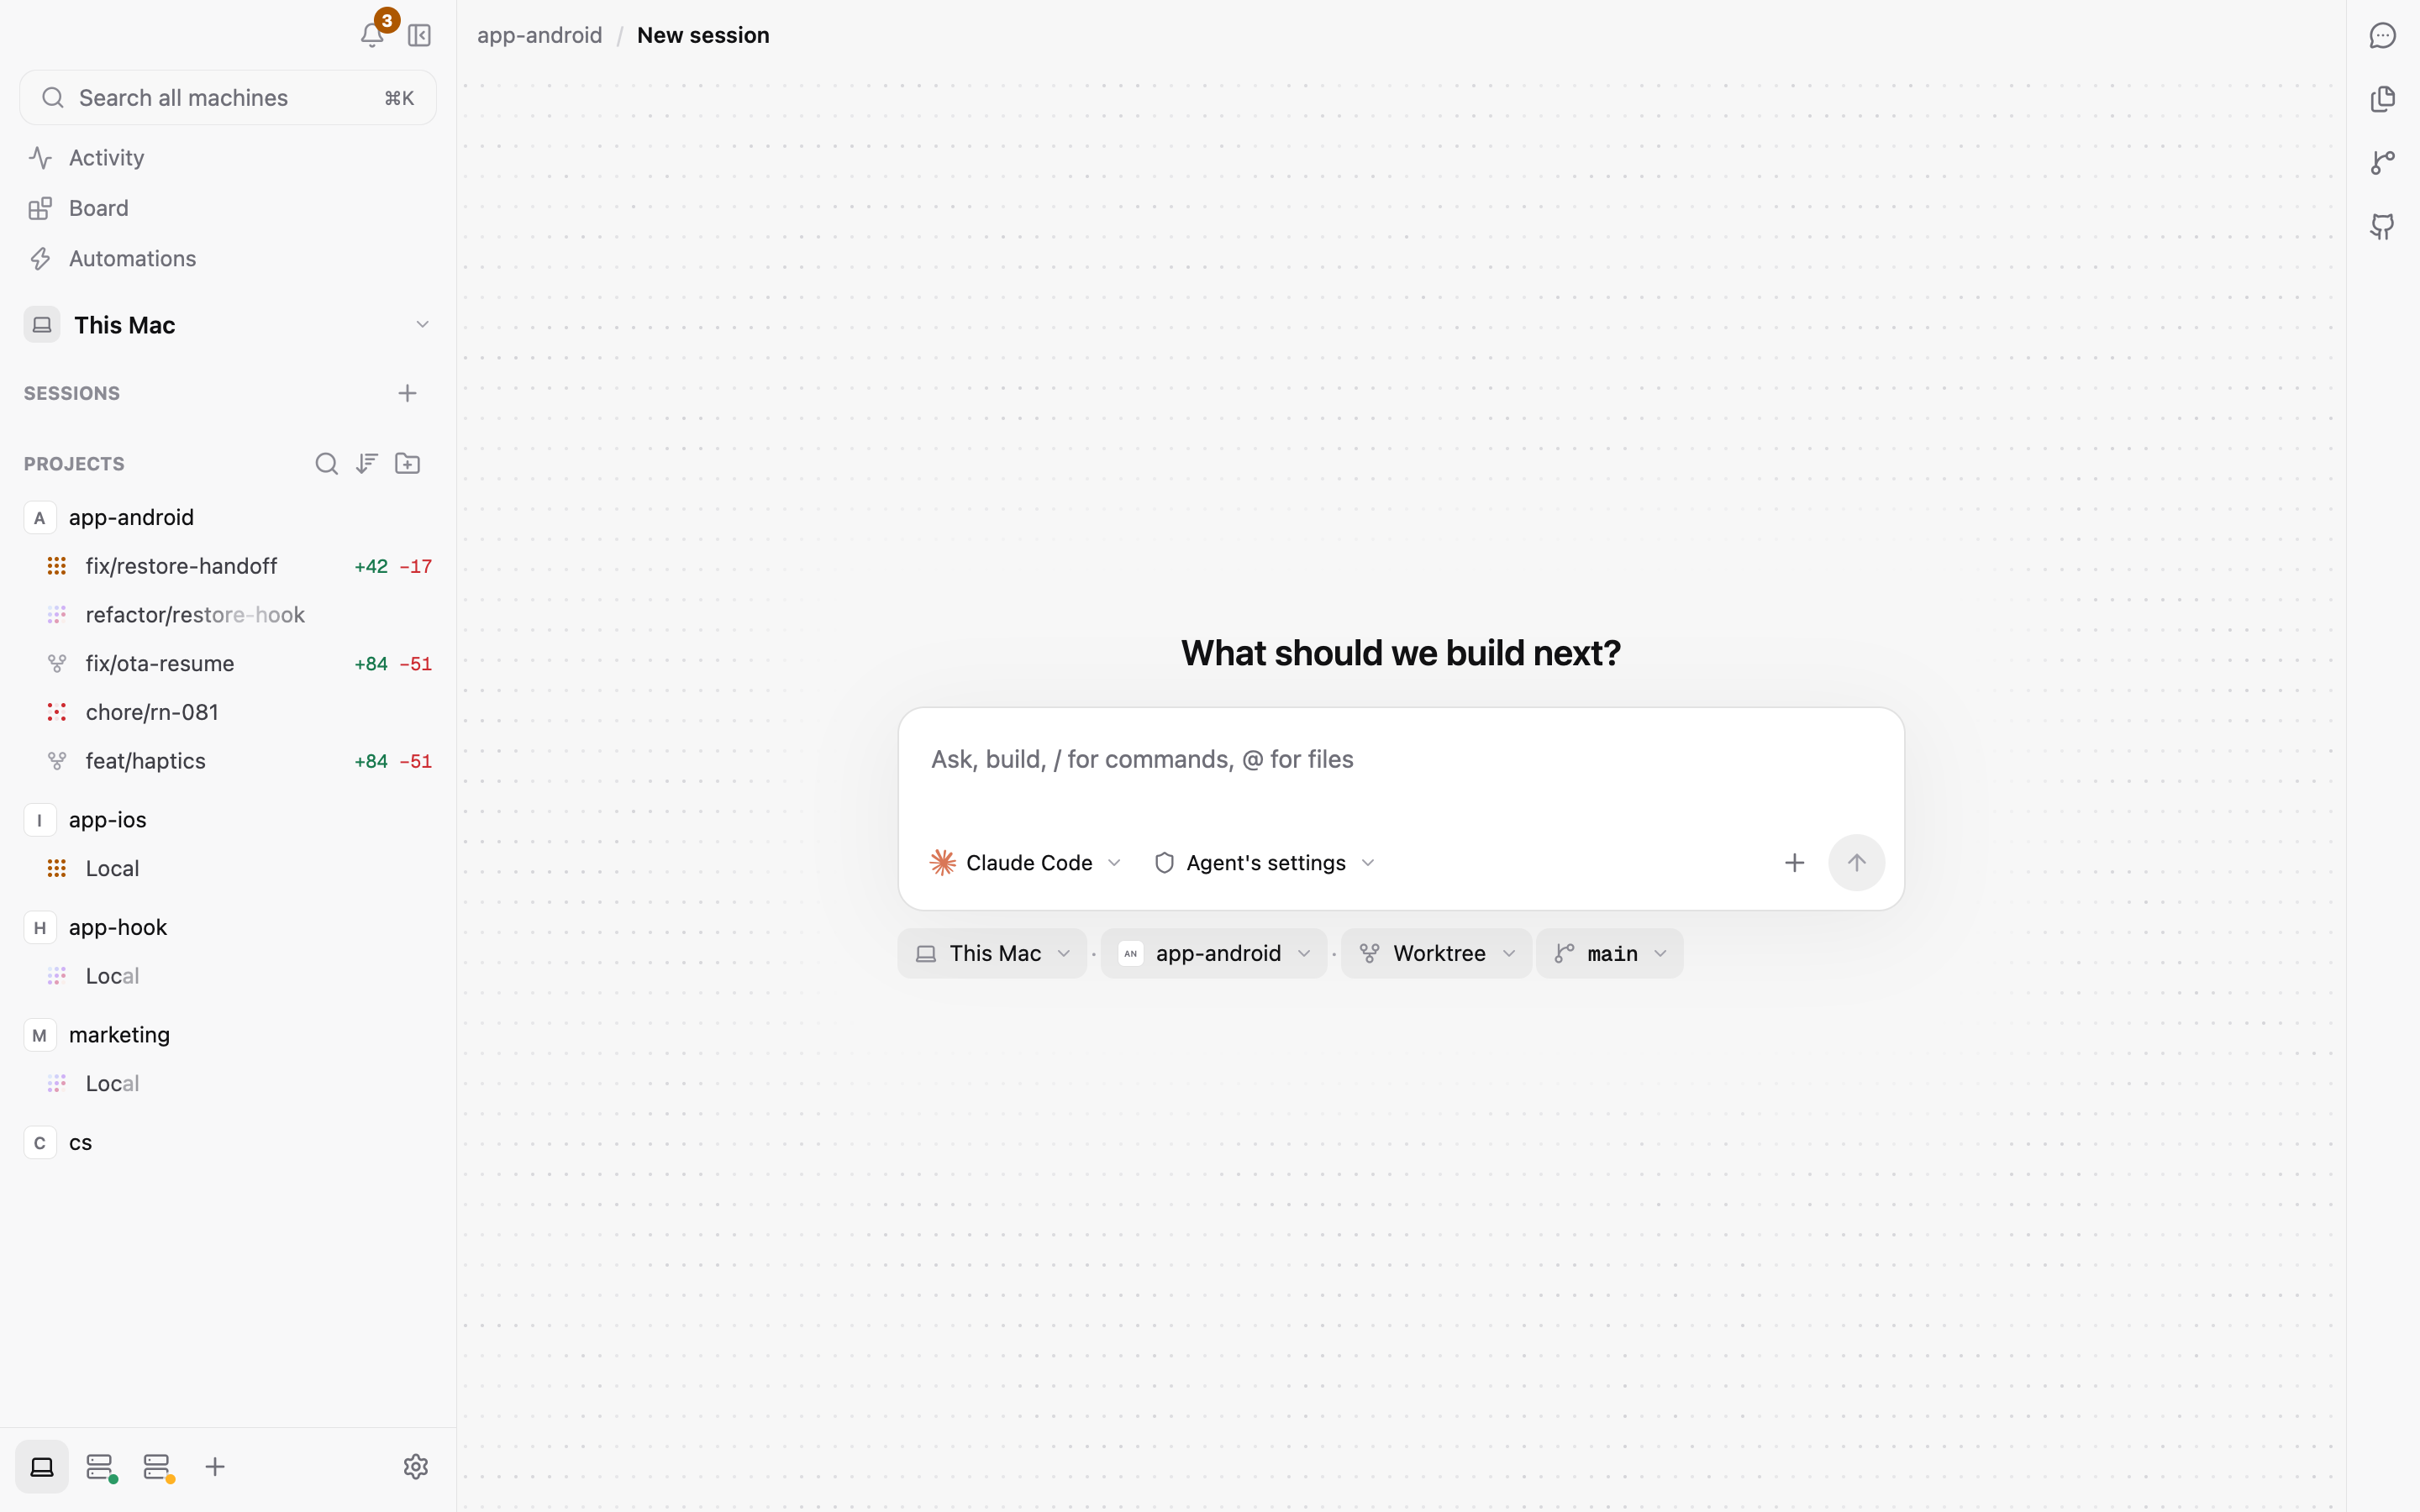 3
app-android / New session
Search all machines ⌘K
Activity
Board
Automations
This Mac
SESSIONS
PROJECTS
A app-android
fix/restore-handoff +42 −17
refactor/restore-hook
fix/ota-resume +84 −51
chore/rn-081
feat/haptics +84 −51
I app-ios
Local
H app-hook
Local
M marketing
Local
C cs
What should we build next?
Ask, build, / for commands, @ for files
Claude Code Agent's settings
This Mac · AN app-android · Worktree main